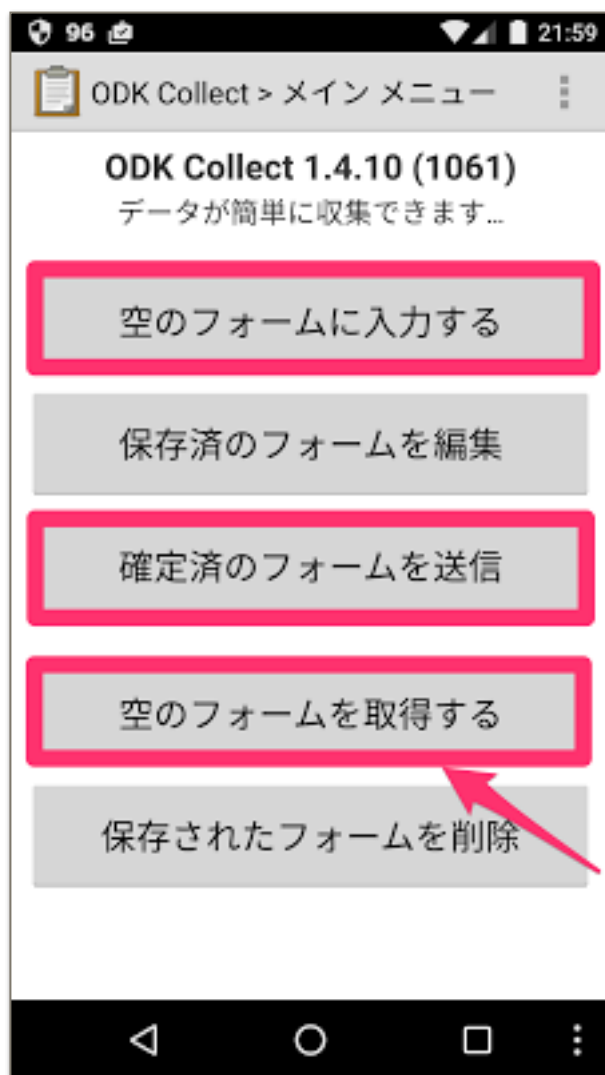 96
21:59
ODK Collect > メイン メニュー
ODK Collect 1.4.10 (1061)
データが簡単に収集できます...
空のフォームに入力する
保存済のフォームを編集
確定済のフォームを送信
空のフォームを取得する
保存されたフォームを削除